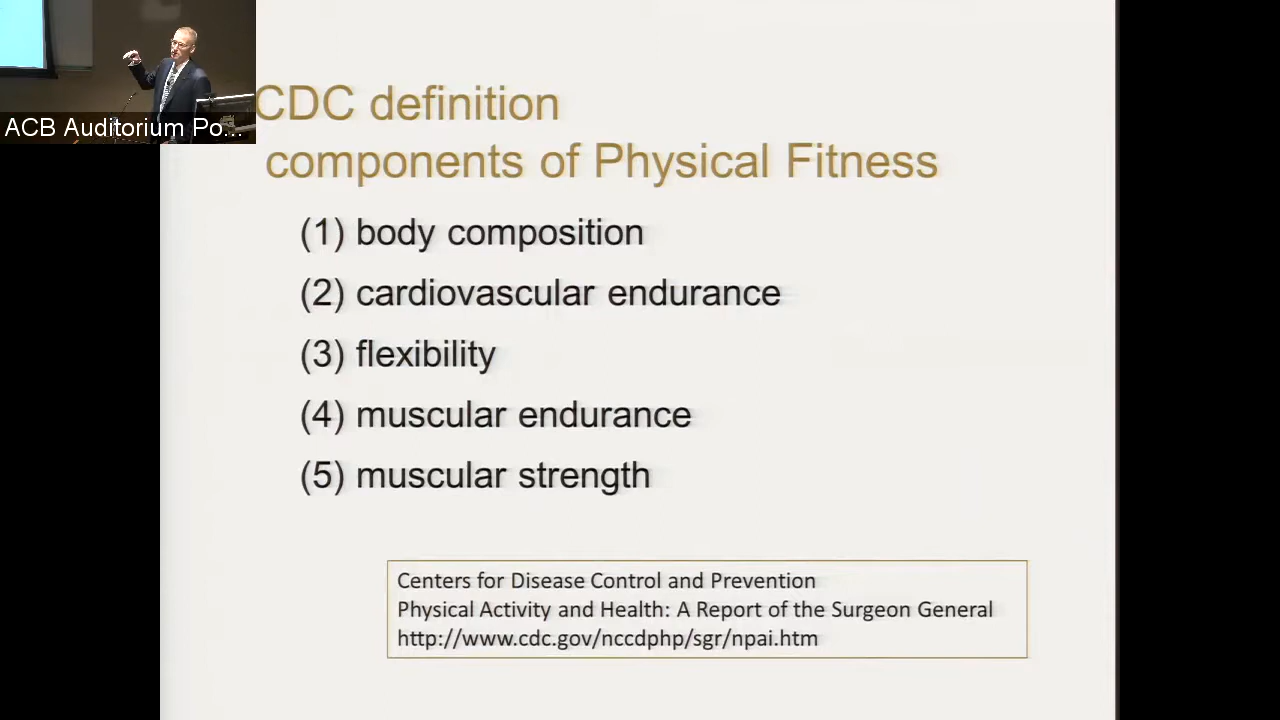 ACB Auditorium Po...
CDC definition
components of Physical Fitness
(1) body composition
(2) cardiovascular endurance
(3) flexibility
(4) muscular endurance
(5) muscular strength
Centers for Disease Control and Prevention
Physical Activity and Health: A Report of the Surgeon General
http://www.cdc.gov/nccdphp/sgr/npai.htm